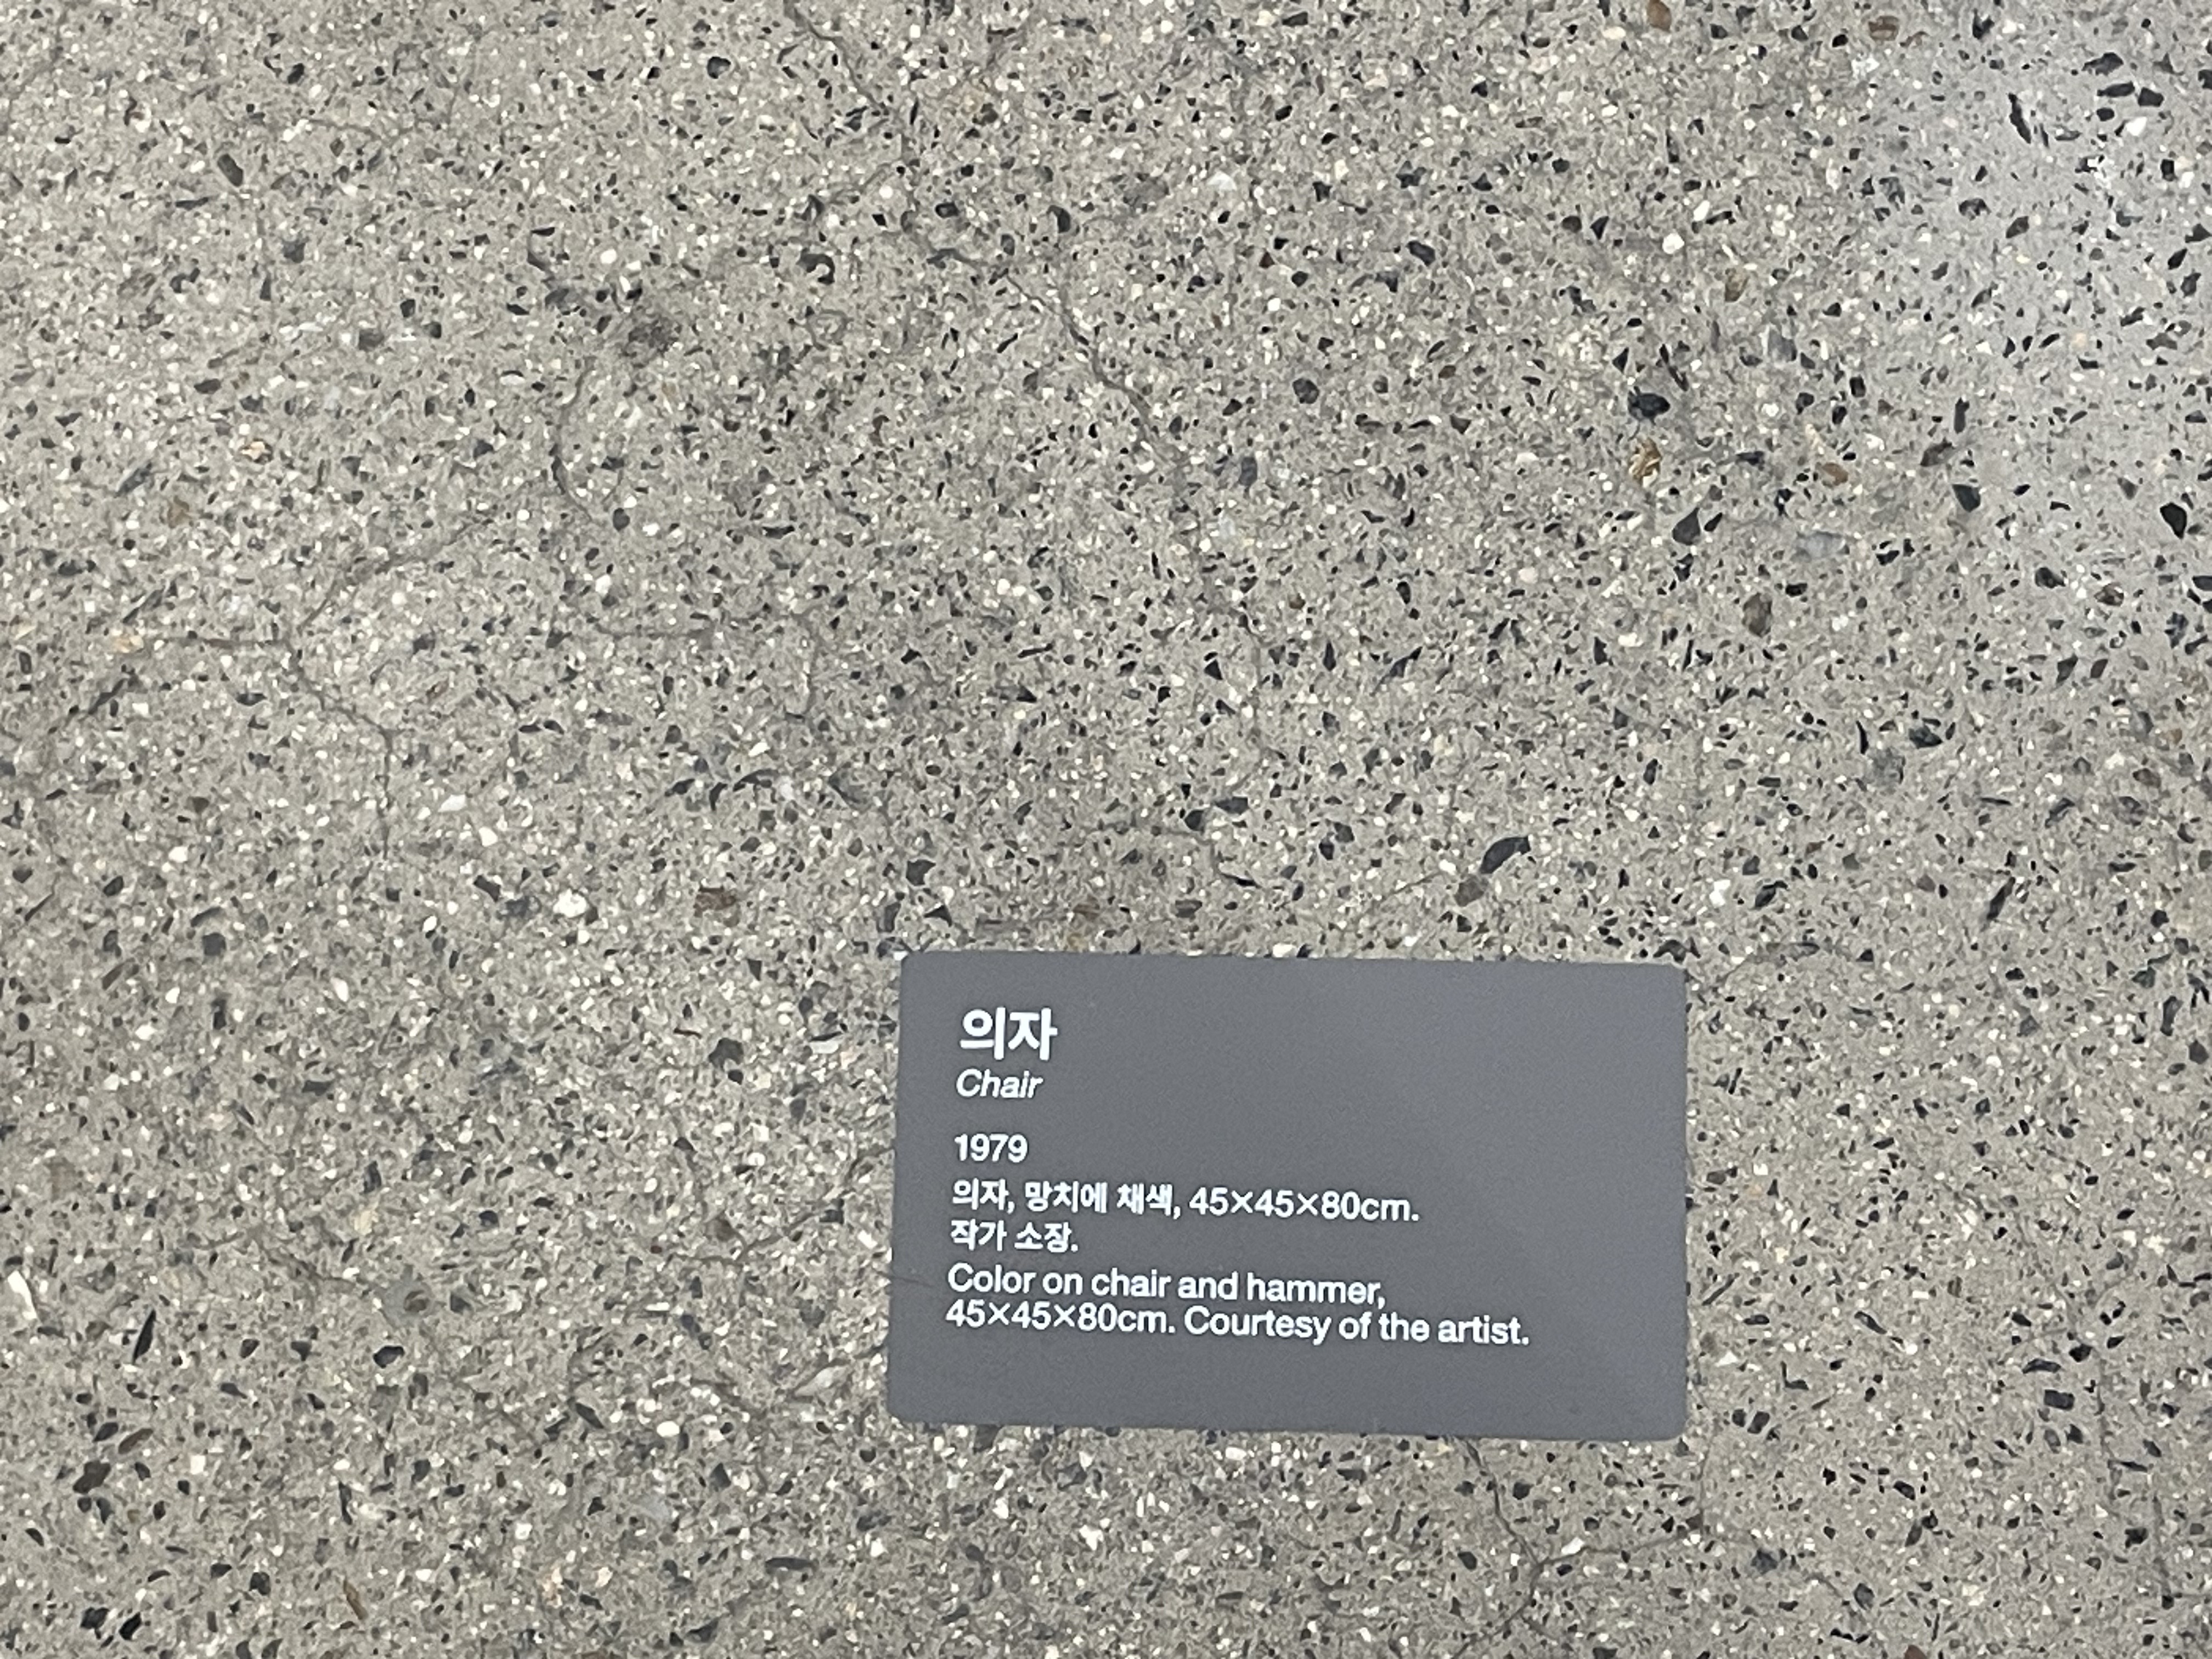 의자
Chair
1979
의자, 망치에 채색, 45×45×80cm.
작가 소장.
Color on chair and hammer,
45×45×80cm. Courtesy of the artist.